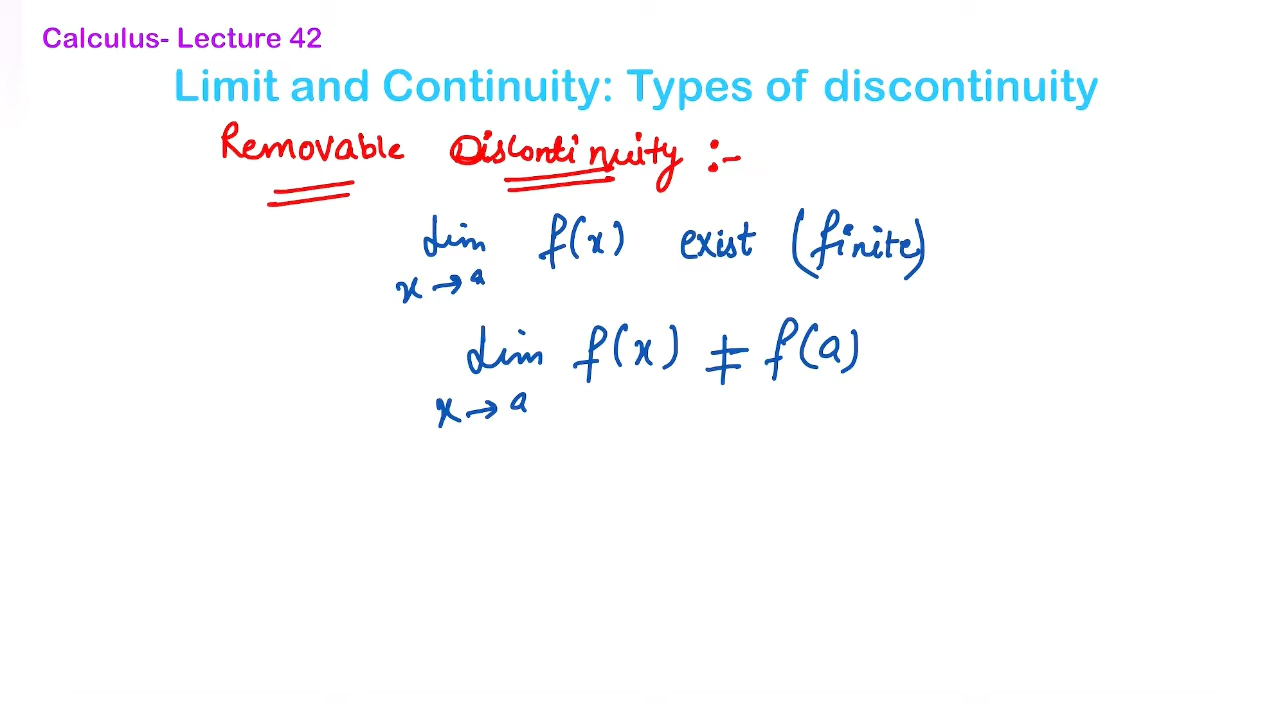 Calculus- Lecture 42
Limit and Continuity: Types of discontinuity
Removable Discontinuity :-
Lim f(x) exist (finite)
x → a
Lim f(x) ≠ f(a)
x → a